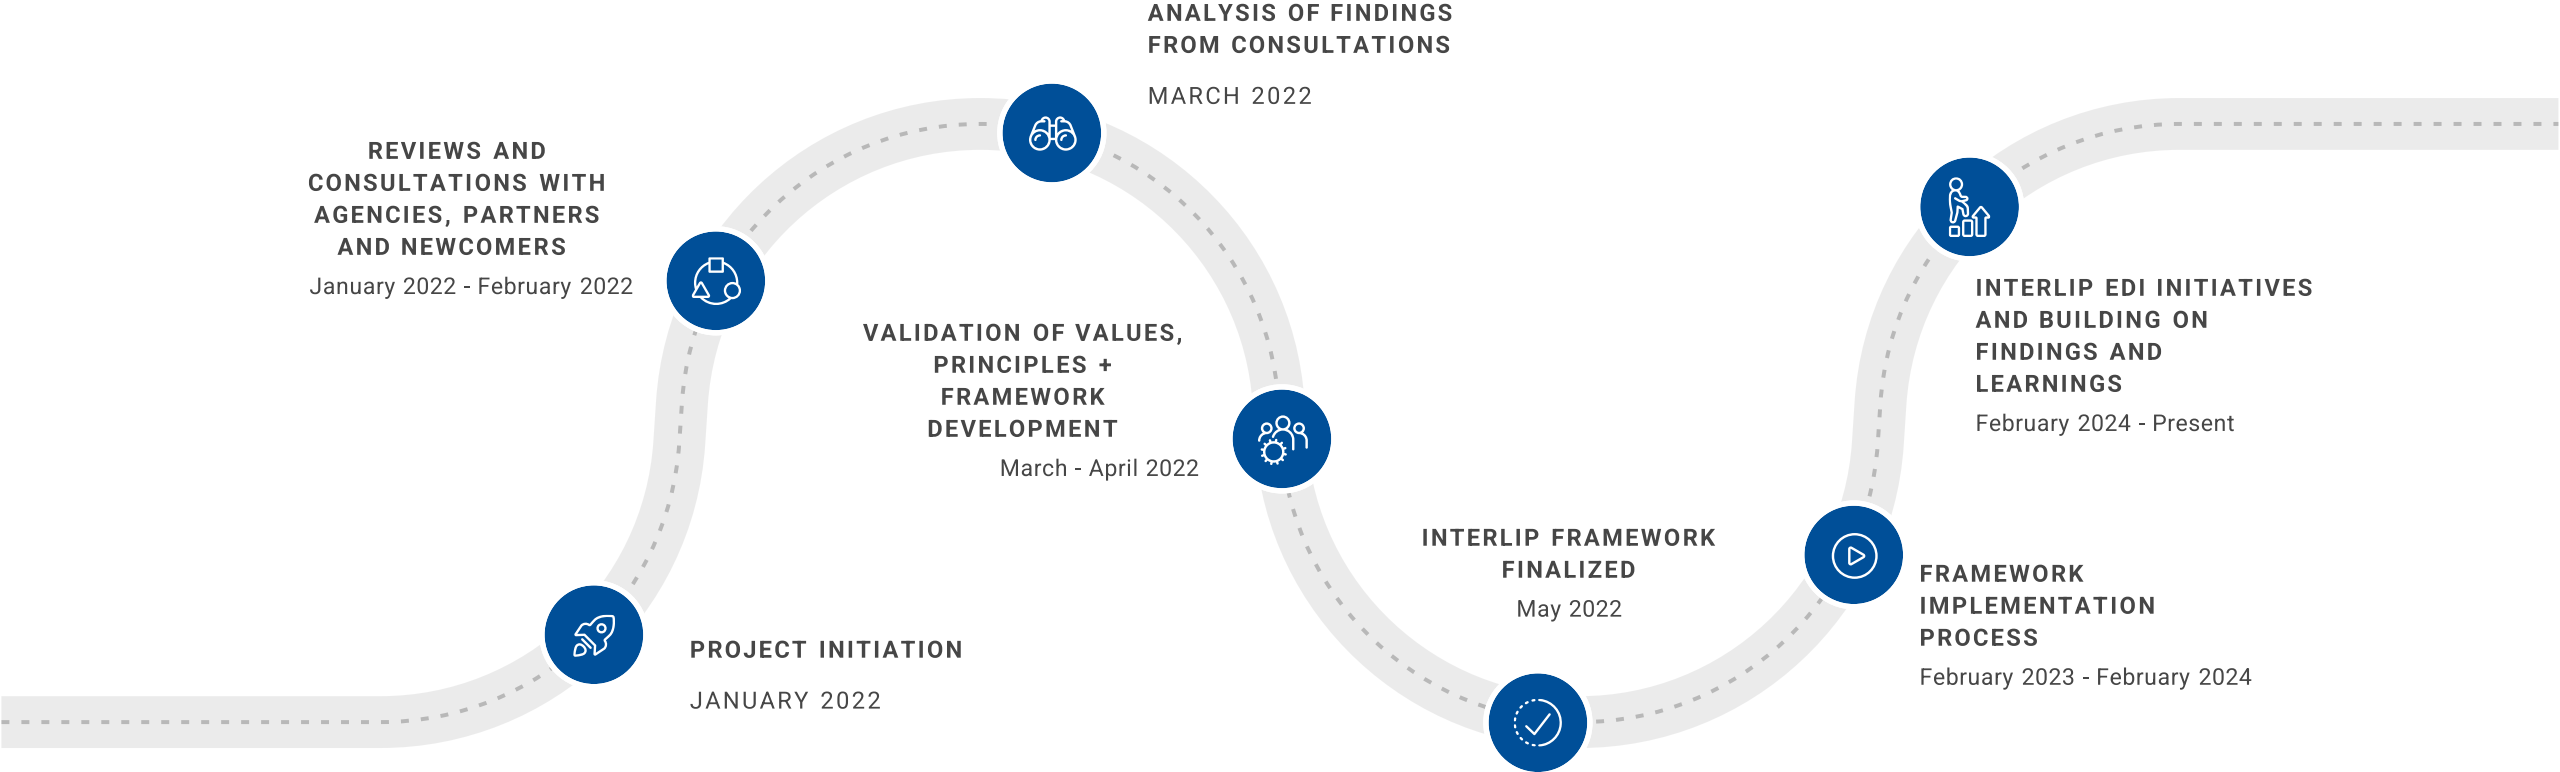 PROJECT INITIATION
JANUARY 2022
REVIEWS AND
CONSULTATIONS WITH
AGENCIES, PARTNERS
AND NEWCOMERS
January 2022 - February 2022
ANALYSIS OF FINDINGS
FROM CONSULTATIONS
MARCH 2022
VALIDATION OF VALUES,
PRINCIPLES +
FRAMEWORK
DEVELOPMENT
March - April 2022
INTERLIP FRAMEWORK
FINALIZED
May 2022
FRAMEWORK
IMPLEMENTATION
PROCESS
February 2023 - February 2024
INTERLIP EDI INITIATIVES
AND BUILDING ON
FINDINGS AND
LEARNINGS
February 2024 - Present